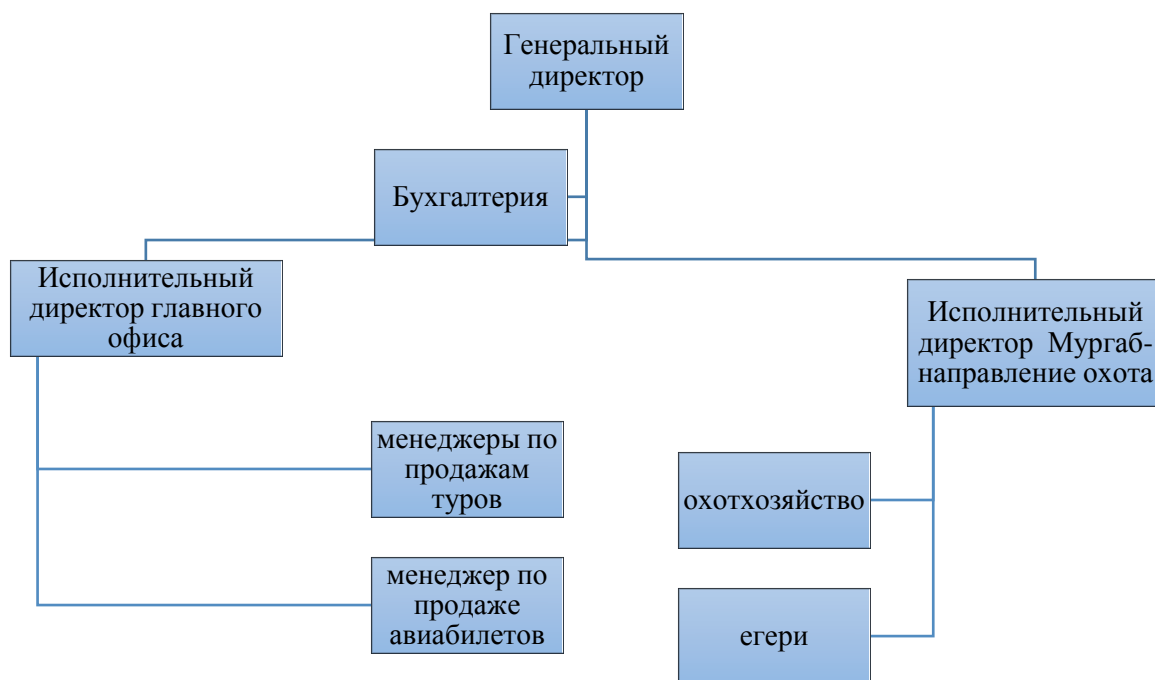 Генеральный
директор
Бухгалтерия
Исполнительный
директор главного
офиса
Исполнительный
директор Мургаб-
направление охота
менеджеры по
продажам
туров
охотхозяйство
менеджер по
продаже
авиабилетов
егери